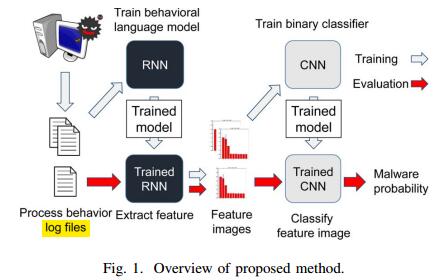 Train behavioral
language model
Train binary classifier
RNN
CNN
Training
Evaluation
Trained
model
Trained
model
Trained
RNN
Trained
CNN
Malware
probability
Process behavior
log files
Extract feature
Feature
images
Classify
feature image
Fig. 1. Overview of proposed method.